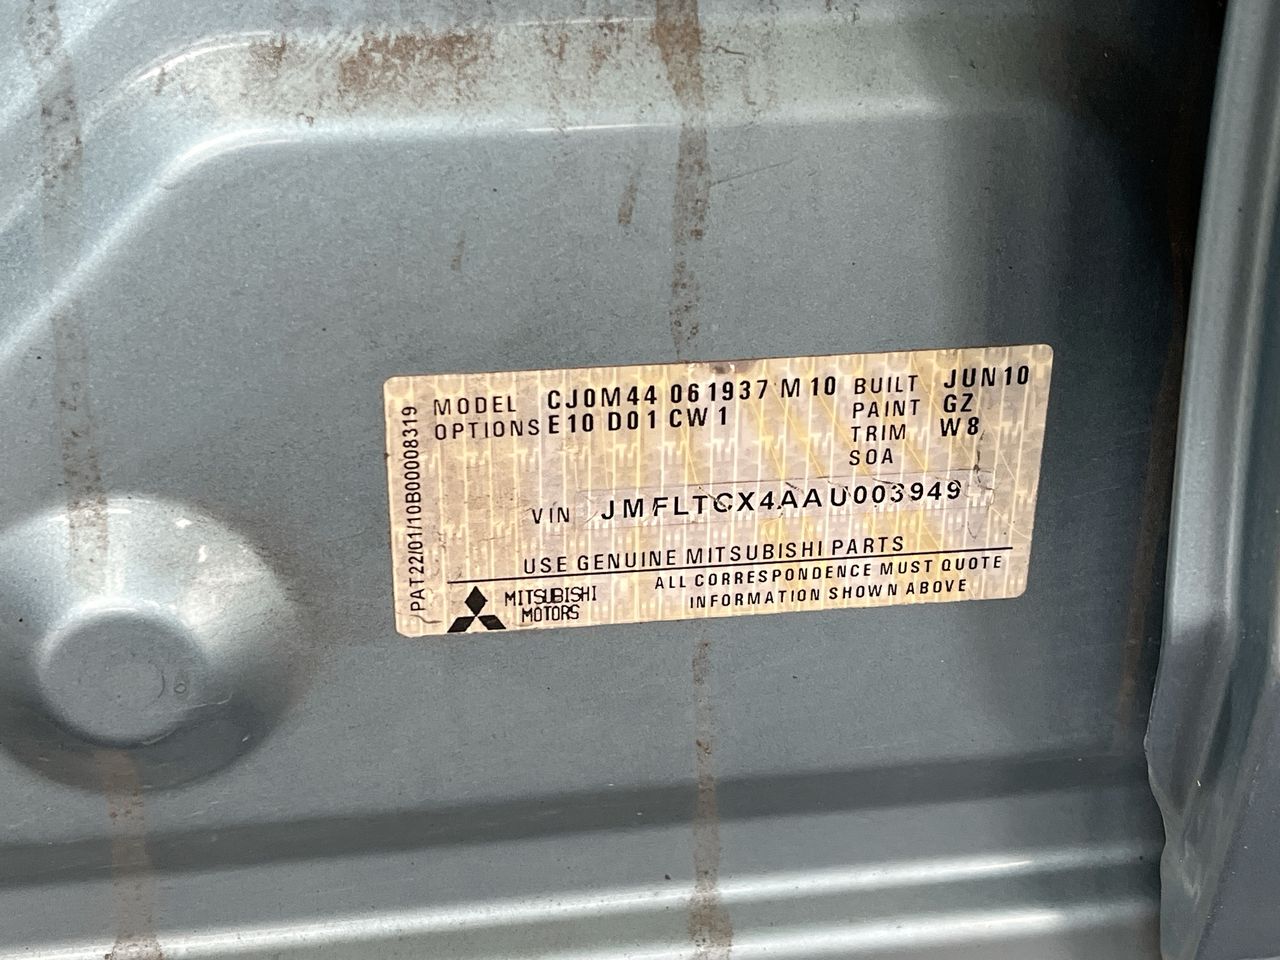 MODEL CJ0M44 061937 M10 BUILT JUN10
OPTIONS E10 D01 CW1 PAINT GZ
TRIM W8
SOA
VIN JMFLTCX4AAU003949
USE GENUINE MITSUBISHI PARTS
MITSUBISHI MOTORS
ALL CORRESPONDENCE MUST QUOTE
INFORMATION SHOWN ABOVE
PAT22/01/10B00008319